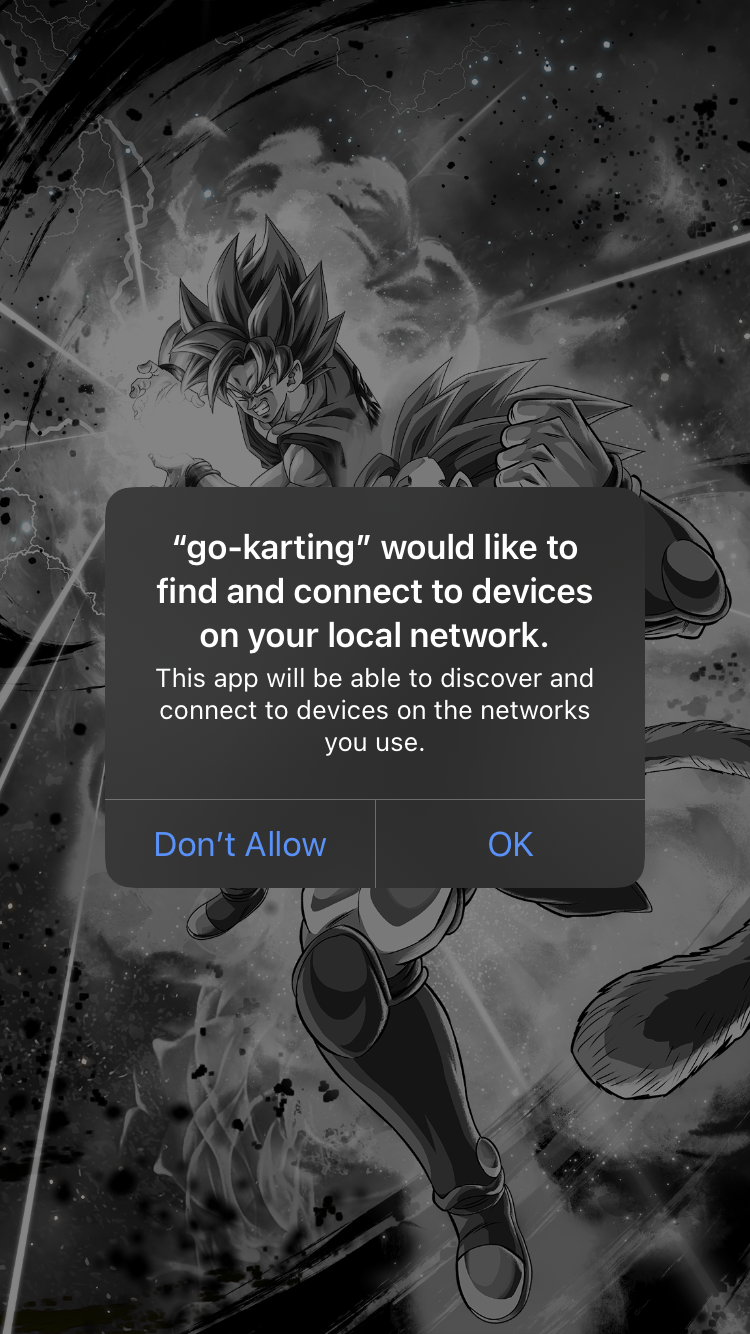 “go-karting” would like to
find and connect to devices
on your local network.
This app will be able to discover and
connect to devices on the networks
you use.
Don’t Allow
OK